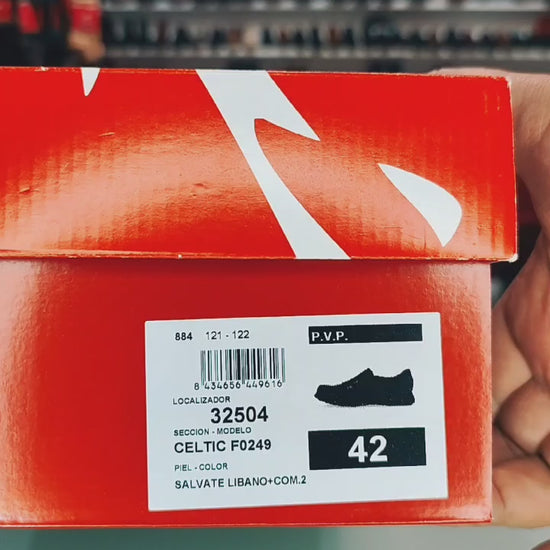 884 121 - 122
P.V.P.
8 434656 449616
LOCALIZADOR
32504
SECCION - MODELO
CELTIC F0249
42
PIEL - COLOR
SALVATE LIBANO+COM.2